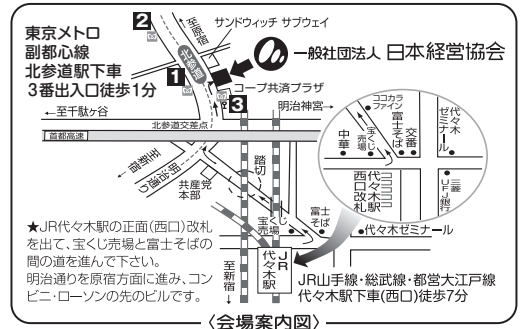 東京メトロ
副都心線
北参道駅下車
3番出入口徒歩1分
2
至原宿
サンドウィッチ サブウェイ
北参道
1
一般社団法人 日本経営協会
コープ共済プラザ
3
明治神宮→
←至千駄ヶ谷
北参道交差点
首都高速
至新宿
明治通り
共産党
本部
踏切
宝くじ
売場
富士
そば
代々木ゼミナール
至新宿
JR
代々木駅
ココカラ
ファイン
中華
宝くじ
売場
富士そば
交番
代々木
ゼミナール
代々木駅
西口改札
三菱
UFJ
銀行
★JR代々木駅の正面(西口)改札
を出て、宝くじ売場と富士そばの
間の道を進んで下さい。
明治通りを原宿方面に進み、コン
ビニ・ローソンの先のビルです。
JR山手線・総武線・都営大江戸線
代々木駅下車(西口)徒歩7分
〈会場案内図〉